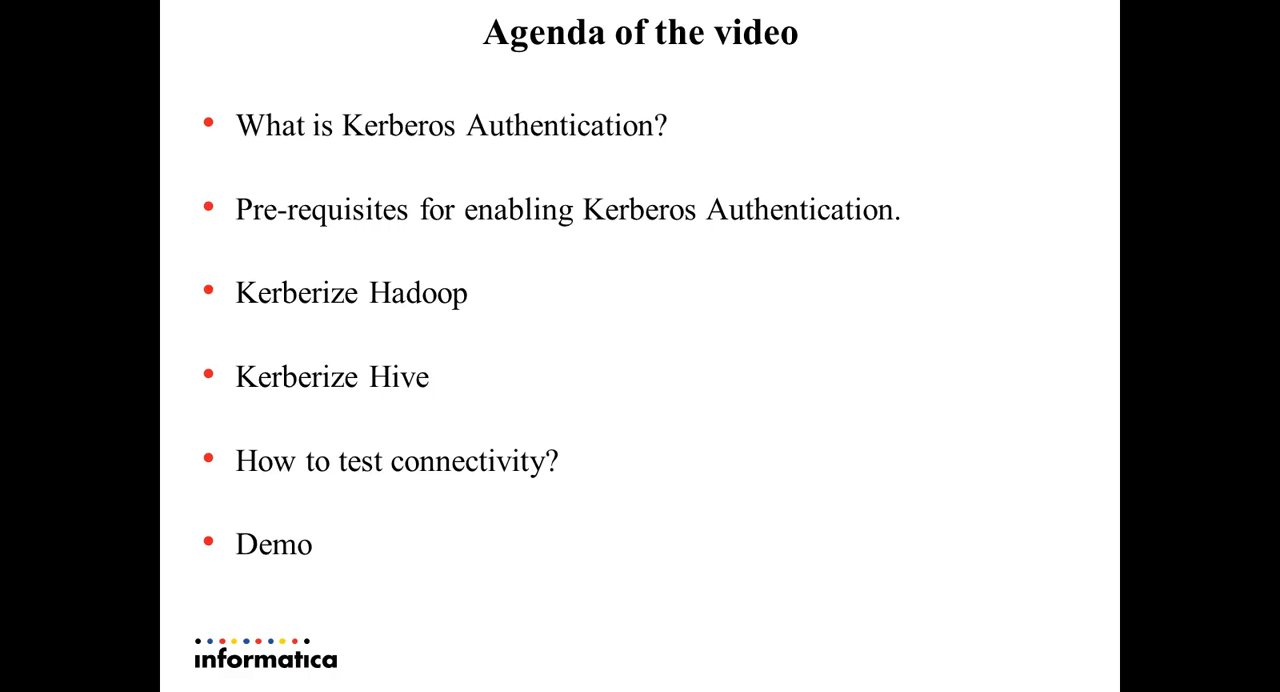 Agenda of the video
• What is Kerberos Authentication?
• Pre-requisites for enabling Kerberos Authentication.
• Kerberize Hadoop
• Kerberize Hive
• How to test connectivity?
• Demo
informatica